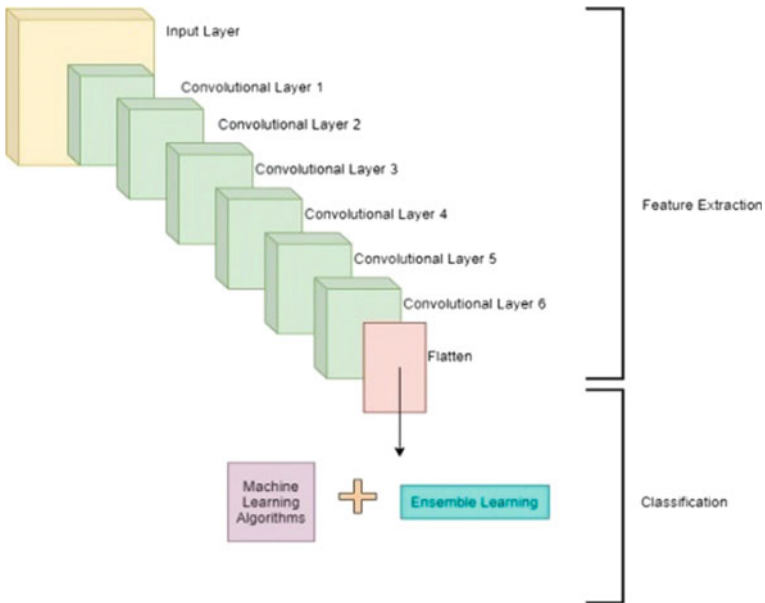 Input Layer
Convolutional Layer 1
Convolutional Layer 2
Convolutional Layer 3
Convolutional Layer 4
Convolutional Layer 5
Convolutional Layer 6
Flatten
Feature Extraction
Machine
Learning
Algorithms
Ensemble Learning
Classification